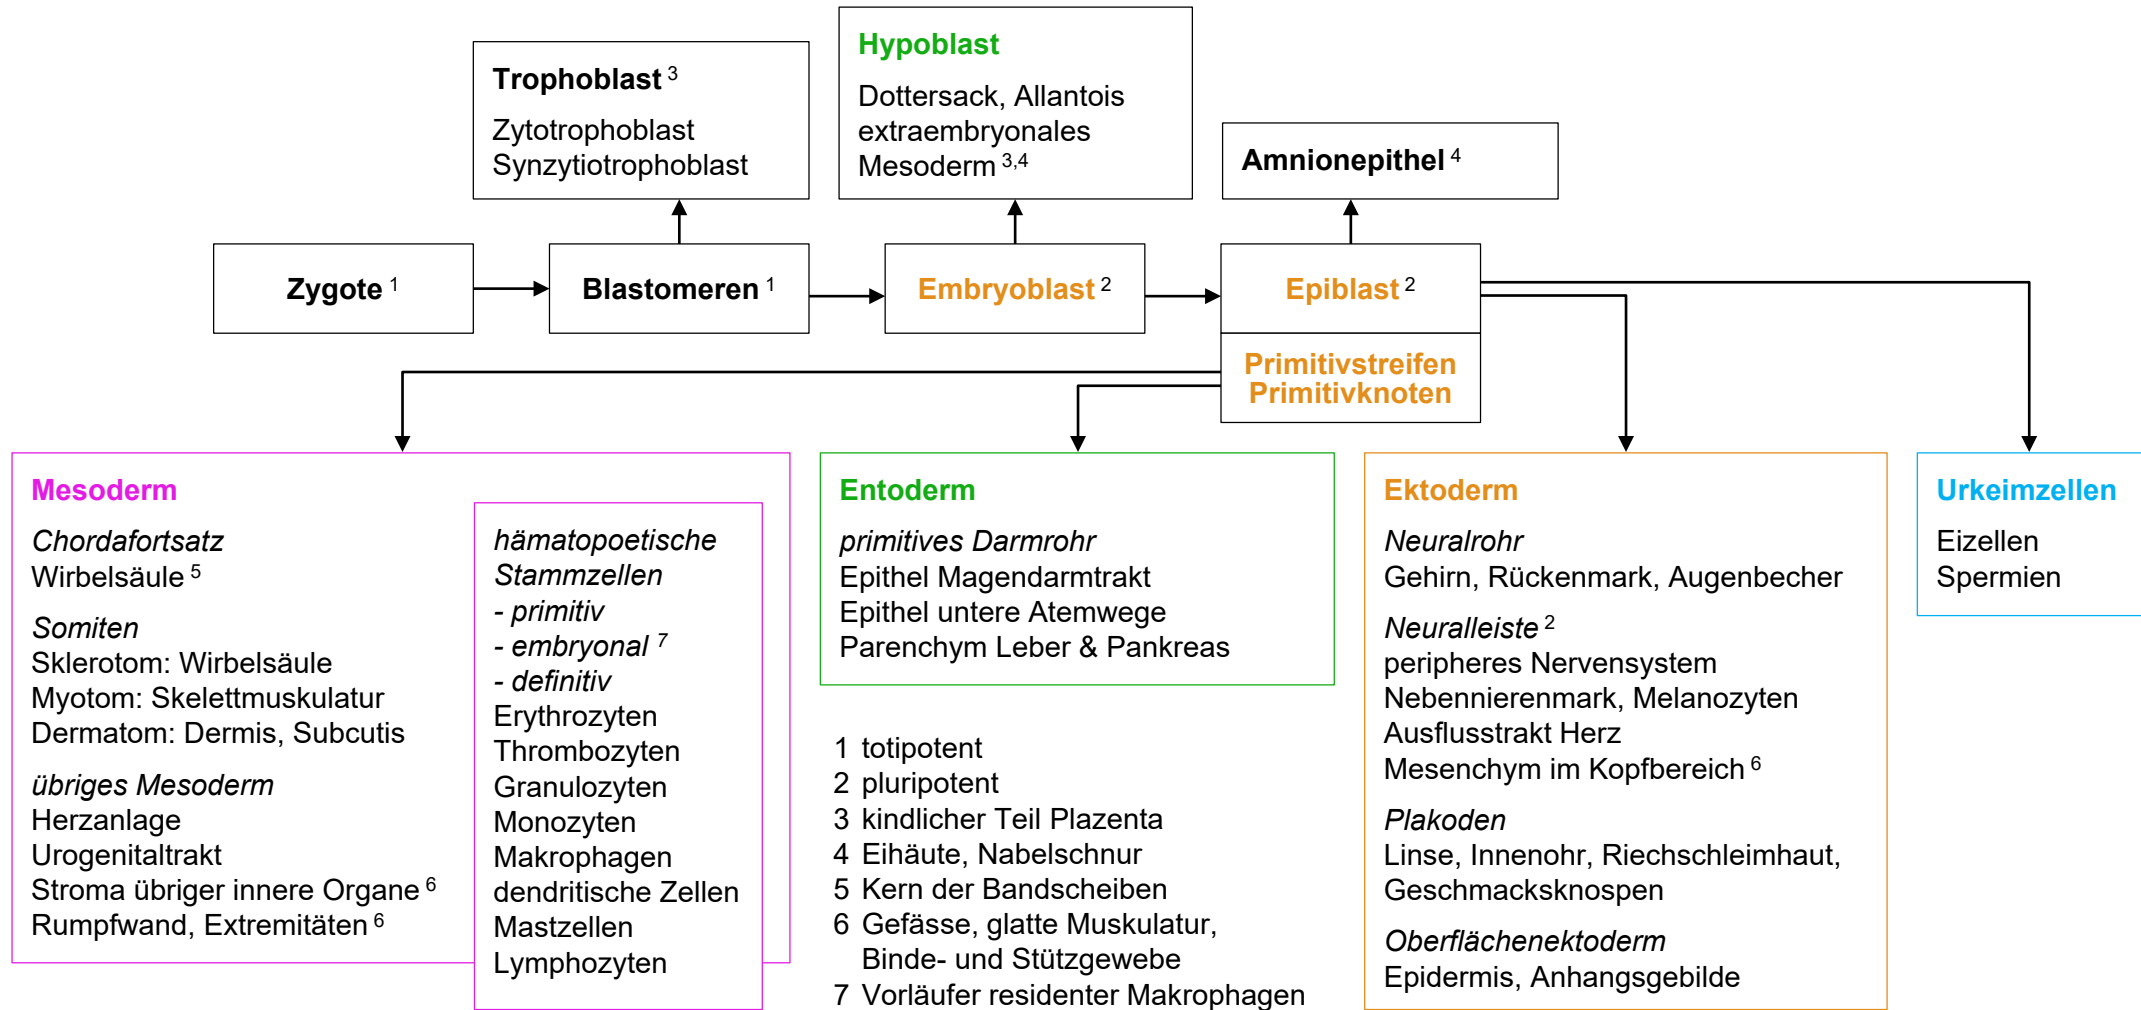 Trophoblast 3
Zytotrophoblast
Synzytiotrophoblast
Hypoblast
Dottersack, Allantois
extraembryonales
Mesoderm 3,4
Amnionepithel 4
Zygote 1
Blastomeren 1
Embryoblast 2
Epiblast 2
Primitivstreifen
Primitivknoten
Mesoderm
Chordafortsatz
Wirbelsäule 5
Somiten
Sklerotom: Wirbelsäule
Myotom: Skelettmuskulatur
Dermatom: Dermis, Subcutis
übriges Mesoderm
Herzanlage
Urogenitaltrakt
Stroma übriger innere Organe 6
Rumpfwand, Extremitäten 6
hämatopoetische
Stammzellen
- primitiv
- embryonal 7
- definitiv
Erythrozyten
Thrombozyten
Granulozyten
Monozyten
Makrophagen
dendritische Zellen
Mastzellen
Lymphozyten
Entoderm
primitives Darmrohr
Epithel Magendarmtrakt
Epithel untere Atemwege
Parenchym Leber & Pankreas
1 totipotent
2 pluripotent
3 kindlicher Teil Plazenta
4 Eihäute, Nabelschnur
5 Kern der Bandscheiben
6 Gefässe, glatte Muskulatur,
Binde- und Stützgewebe
7 Vorläufer residenter Makrophagen
Ektoderm
Neuralrohr
Gehirn, Rückenmark, Augenbecher
Neuralleiste 2
peripheres Nervensystem
Nebennierenmark, Melanozyten
Ausflusstrakt Herz
Mesenchym im Kopfbereich 6
Plakoden
Linse, Innenohr, Riechschleimhaut,
Geschmacksknospen
Oberflächenektoderm
Epidermis, Anhangsgebilde
Urkeimzellen
Eizellen
Spermien